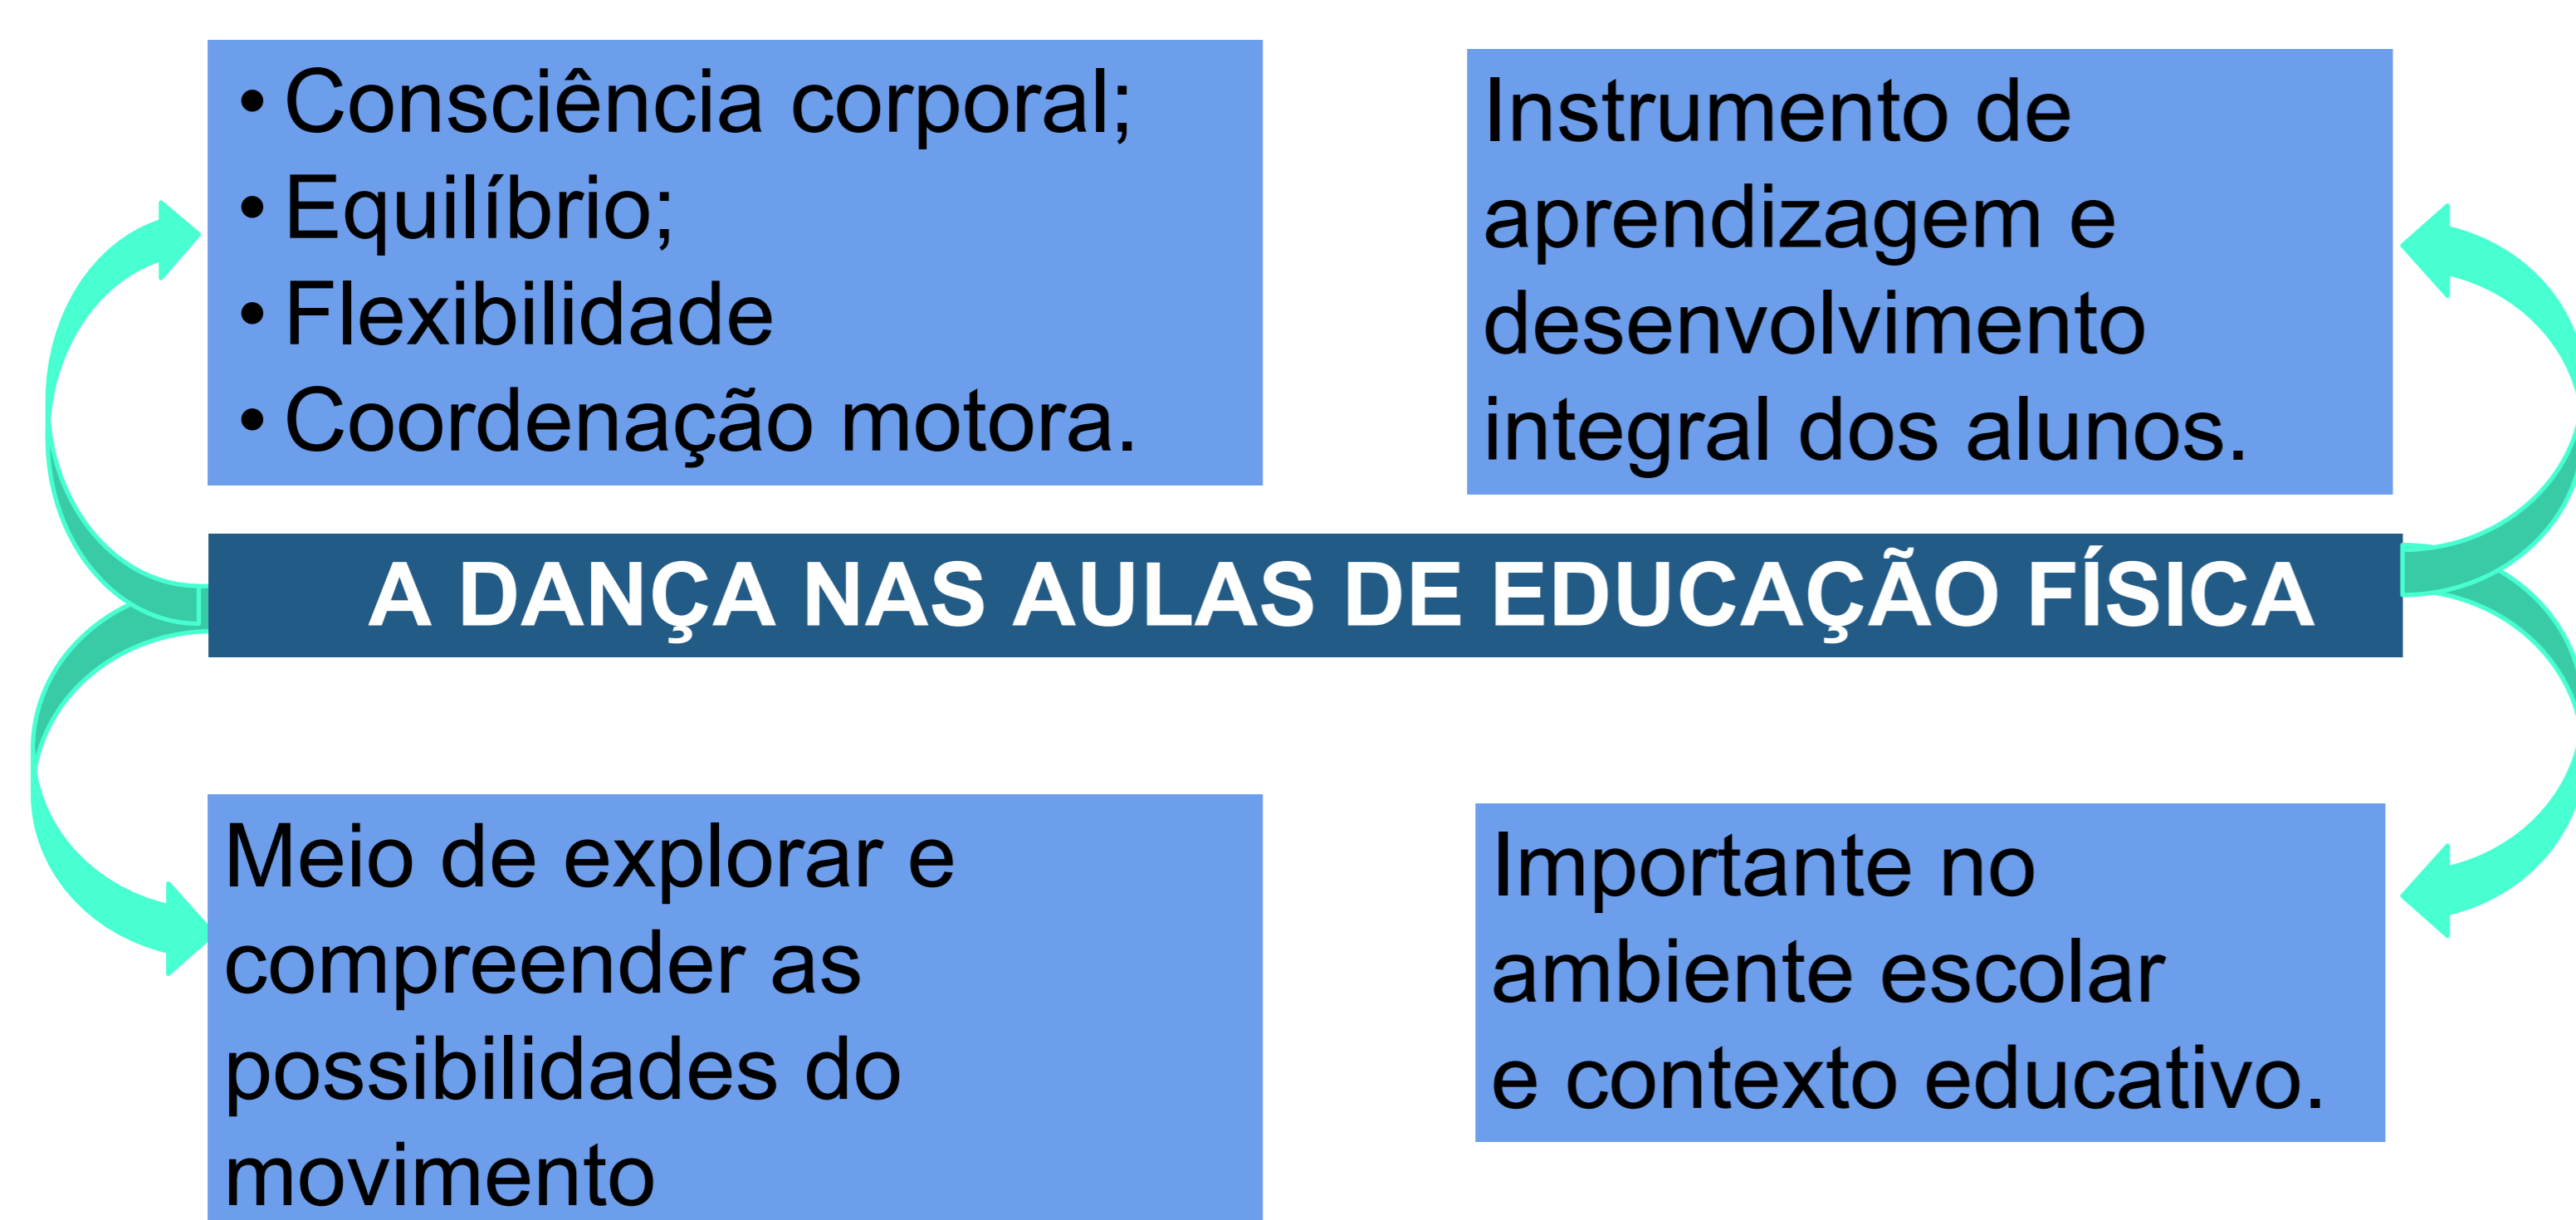 • Consciência corporal;
• Equilíbrio;
• Flexibilidade
• Coordenação motora.
Instrumento de
aprendizagem e
desenvolvimento
integral dos alunos.
A DANÇA NAS AULAS DE EDUCAÇÃO FÍSICA
Meio de explorar e
compreender as
possibilidades do
movimento
Importante no
ambiente escolar
e contexto educativo.